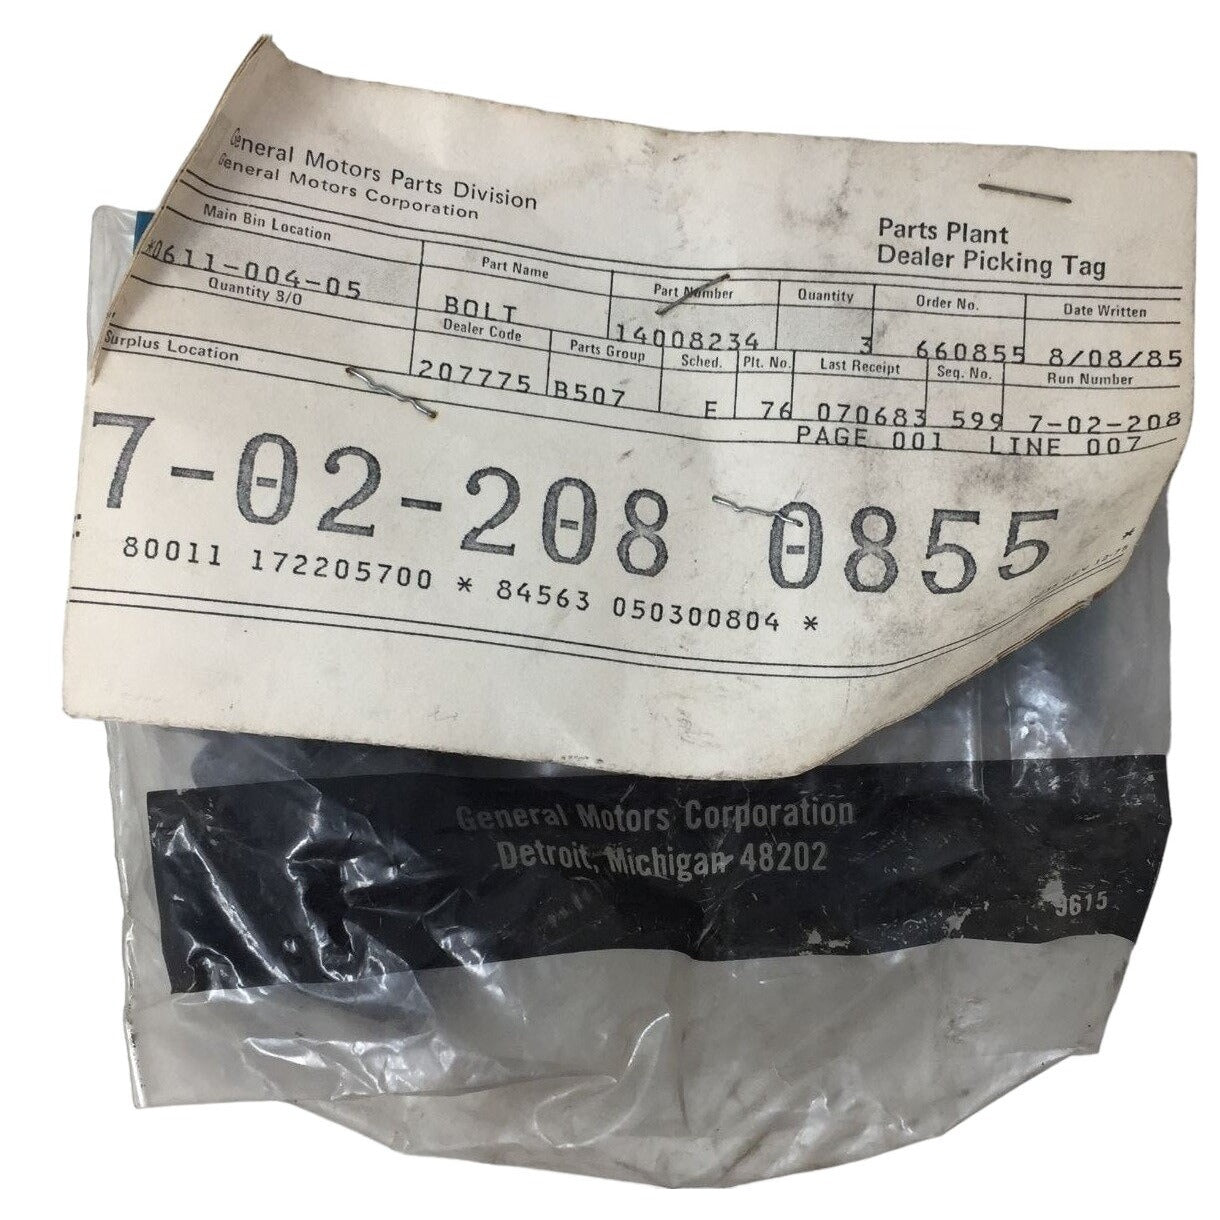 General Motors Parts Division
General Motors Corporation
Parts Plant
Dealer Picking Tag
Main Bin Location
Part Name
Part Number
Quantity
Order No.
Date Written
*0611-004-05
BOLT
14008234
3
660855
8/08/85
Quantity B/O
Dealer Code
Parts Group
Sched.
Plt. No.
Last Receipt
Seq. No.
Run Number
207775
B507
E
76
070683
599
7-02-208
Surplus Location
PAGE 001 LINE 007
7-02-208 0855
80011 172205700 * 84563 050300804 *
General Motors Corporation
Detroit, Michigan 48202
9615